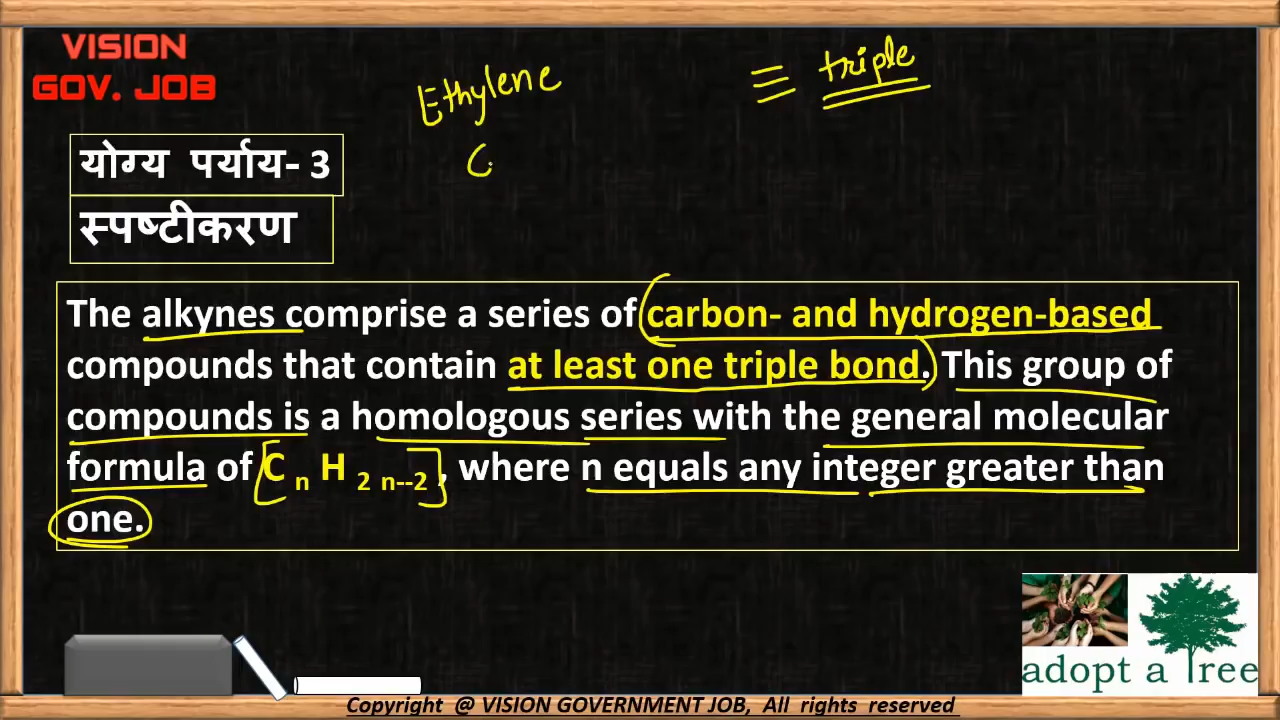 VISION
GOV. JOB
Ethylene
≡ triple
C
योग्य पर्याय- 3
स्पष्टीकरण
The alkynes comprise a series of carbon- and hydrogen-based
compounds that contain at least one triple bond. This group of
compounds is a homologous series with the general molecular
formula of C n H 2 n--2, where n equals any integer greater than
one.
adopt a Tree
Copyright @ VISION GOVERNMENT JOB, All rights reserved